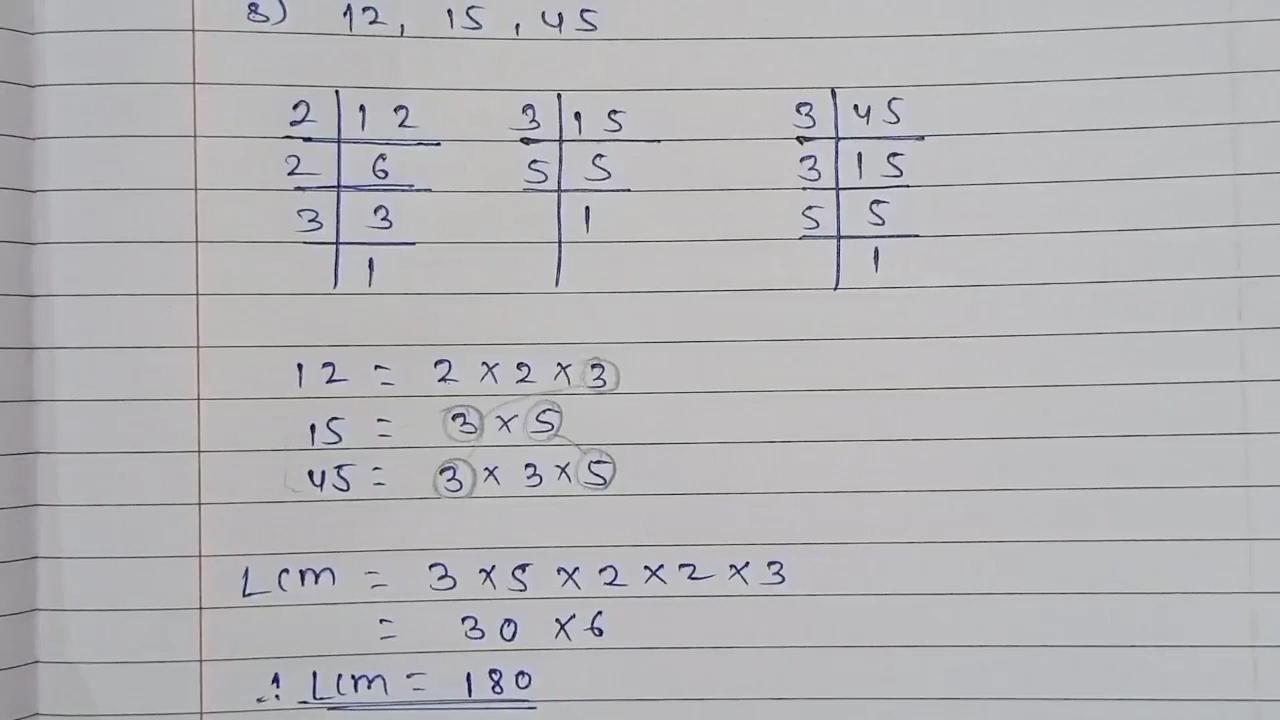 8) 12, 15, 45
2 | 12    3 | 15    3 | 45
2 | 6    5 | 5    3 | 15
3 | 3    | 1    5 | 5
| 1    | 1
12 = 2 × 2 × 3
15 = 3 × 5
45 = 3 × 3 × 5
LCM = 3 × 5 × 2 × 2 × 3
= 30 × 6
∴ LCM = 180